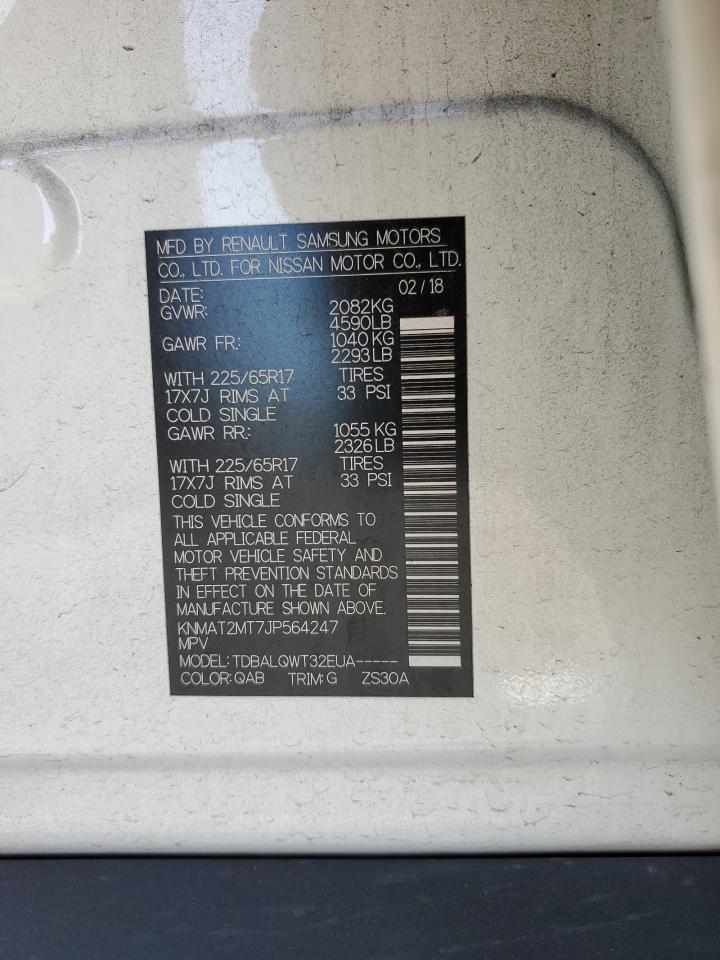 MFD BY RENAULT SAMSUNG MOTORS
CO., LTD. FOR NISSAN MOTOR CO., LTD.
DATE: 02/18
GVWR: 2082KG
4590LB
GAWR FR: 1040KG
2293LB
WITH 225/65R17 TIRES
17X7J RIMS AT 33 PSI
COLD SINGLE
GAWR RR: 1055 KG
2326LB
WITH 225/65R17 TIRES
17X7J RIMS AT 33 PSI
COLD SINGLE
THIS VEHICLE CONFORMS TO
ALL APPLICABLE FEDERAL
MOTOR VEHICLE SAFETY AND
THEFT PREVENTION STANDARDS
IN EFFECT ON THE DATE OF
MANUFACTURE SHOWN ABOVE.
KNMAT2MT7JP564247
MPV
MODEL: TDBALQWT32EUA-----
COLOR: QAB TRIM: G ZS30A